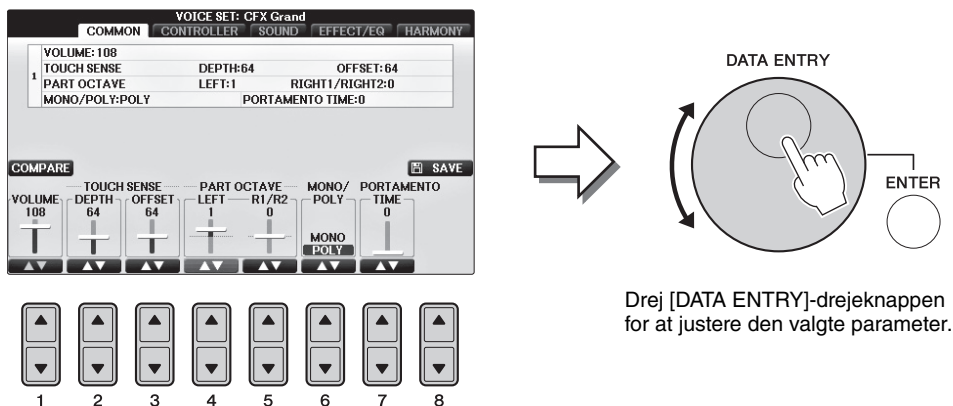 VOICE SET: CFX Grand
COMMON CONTROLLER SOUND EFFECT/EQ HARMONY
1
VOLUME: 108
TOUCH SENSE DEPTH:64 OFFSET:64
PART OCTAVE LEFT:1 RIGHT1/RIGHT2:0
MONO/POLY:POLY PORTAMENTO TIME:0
COMPARE SAVE
TOUCH SENSE PART OCTAVE MONO/ PORTAMENTO
VOLUME DEPTH OFFSET LEFT R1/R2 POLY TIME
108 64 64 1 0 0
MONO
POLY
1 2 3 4 5 6 7 8
DATA ENTRY
ENTER
Drej [DATA ENTRY]-drejeknappen
for at justere den valgte parameter.